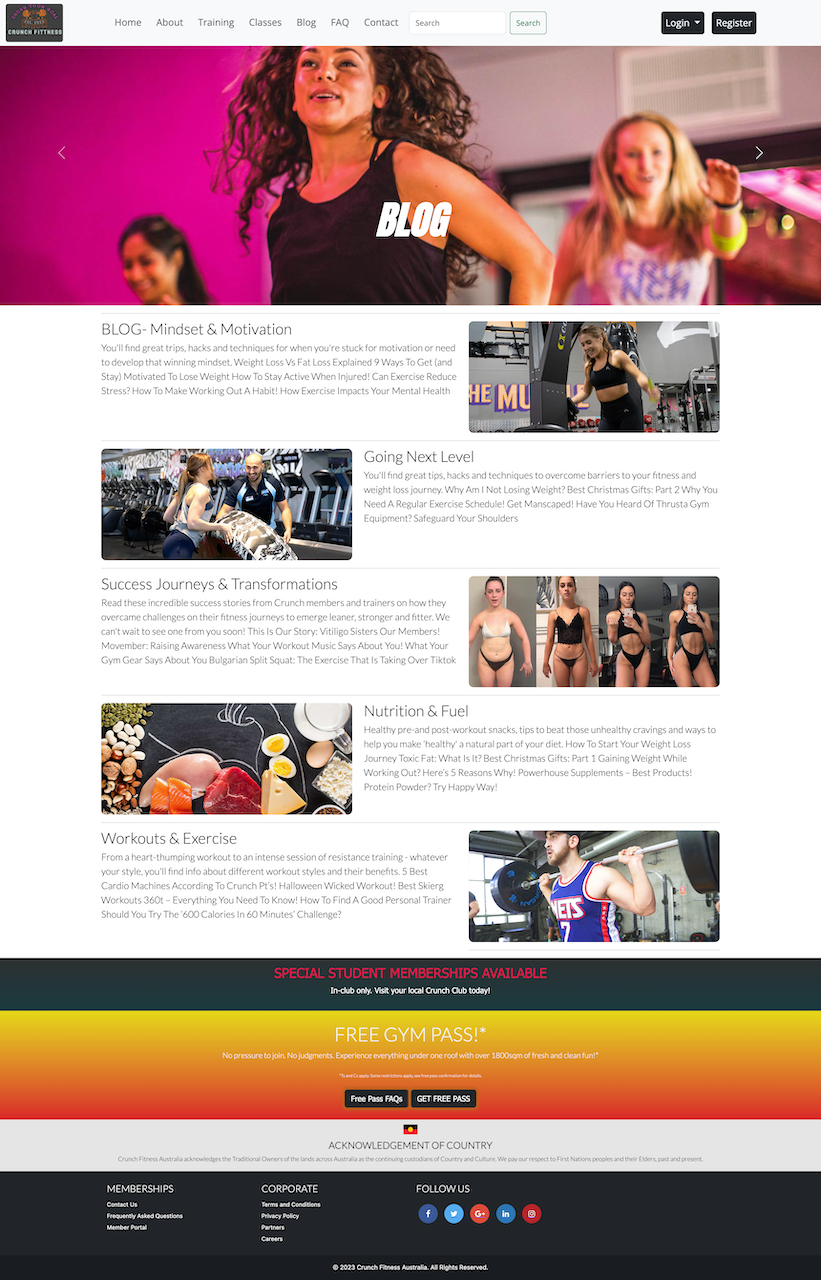 CRUNCH FITTNESS
Home About Training Classes Blog FAQ Contact Search Search Login Register
CRUNCH
BLOG
BLOG- Mindset & Motivation
You'll find great trips, hacks and techniques for when you're stuck for motivation or need
to develop that winning mindset. Weight Loss Vs Fat Loss Explained 9 Ways To Get (and
Stay) Motivated To Lose Weight How To Stay Active When Injured! Can Exercise Reduce
Stress? How To Make Working Out A Habit! How Exercise Impacts Your Mental Health
THE MU
Going Next Level
You'll find great tips, hacks and techniques to overcome barriers to your fitness and
weight loss journey. Why Am I Not Losing Weight? Best Christmas Gifts: Part 2 Why You
Need A Regular Exercise Schedule! Get Manscaped! Have You Heard Of Thrusta Gym
Equipment? Safeguard Your Shoulders
Success Journeys & Transformations
Read these incredible success stories from Crunch members and trainers on how they
overcame challenges on their fitness journeys to emerge leaner, stronger and fitter. We
can't wait to see one from you soon! This Is Our Story: Vitiligo Sisters Our Members!
Movember: Raising Awareness What Your Workout Music Says About You! What Your
Gym Gear Says About You Bulgarian Split Squat: The Exercise That Is Taking Over Tiktok
Nutrition & Fuel
Healthy pre-and post-workout snacks, tips to beat those unhealthy cravings and ways to
help you make 'healthy' a natural part of your diet. How To Start Your Weight Loss
Journey Toxic Fat: What Is It? Best Christmas Gifts: Part 1 Gaining Weight While
Working Out? Here's 5 Reasons Why! Powerhouse Supplements – Best Products!
Protein Powder? Try Happy Way!
Workouts & Exercise
From a heart-thumping workout to an intense session of resistance training - whatever
your style, you'll find info about different workout styles and their benefits. 5 Best
Cardio Machines According To Crunch Pt's! Halloween Wicked Workout! Best Skierg
Workouts 360t – Everything You Need To Know! How To Find A Good Personal Trainer
Should You Try The '600 Calories In 60 Minutes' Challenge?
NETS
7
SPECIAL STUDENT MEMBERSHIPS AVAILABLE
In-club only. Visit your local Crunch Club today!
FREE GYM PASS!*
No pressure to join. No judgments. Experience everything under one roof with over 1800sqm of fresh and clean fun!*
*Ts and Cs apply. Some restrictions apply, see free pass confirmation for details.
Free Pass FAQs GET FREE PASS
ACKNOWLEDGEMENT OF COUNTRY
Crunch Fitness Australia acknowledges the Traditional Owners of the lands across Australia as the continuing custodians of Country and Culture. We pay our respect to First Nations peoples and their Elders, past and present.
MEMBERSHIPS CORPORATE FOLLOW US
Contact Us Terms and Conditions
Frequently Asked Questions Privacy Policy
Member Portal Partners
Careers
© 2023 Crunch Fitness Australia. All Rights Reserved.